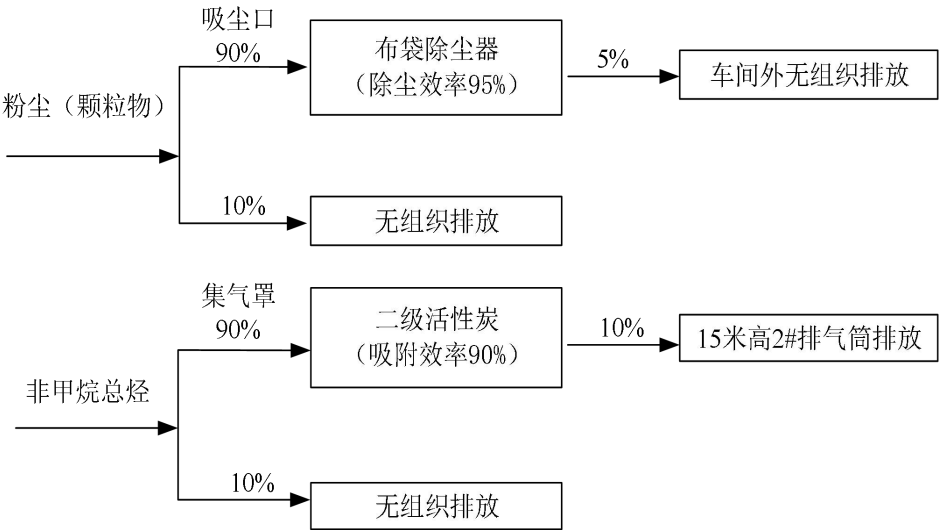 吸尘口
90%
布袋除尘器
（除尘效率95%）
5%
车间外无组织排放
粉尘（颗粒物）
10%
无组织排放
集气罩
90%
二级活性炭
（吸附效率90%）
10%
15米高2#排气筒排放
非甲烷总烃
10%
无组织排放